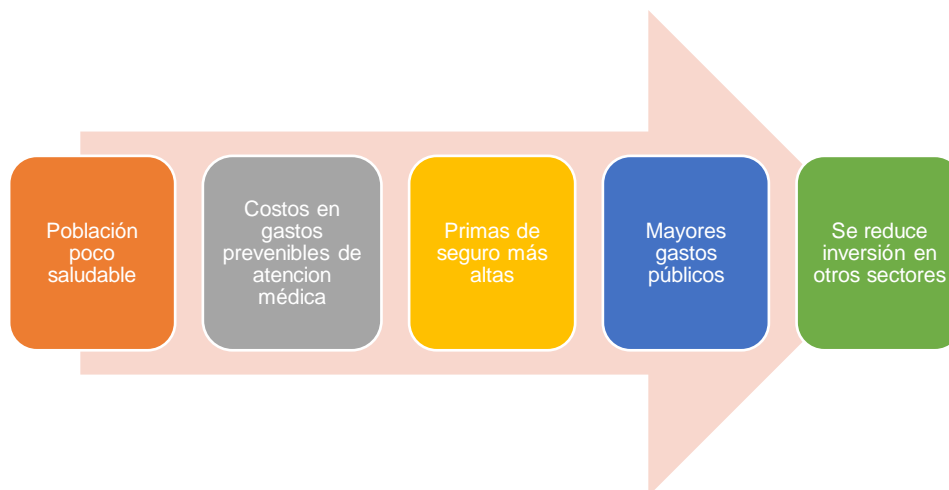 Población
poco
saludable
Costos en
gastos
prevenibles de
atencion
médica
Primas de
seguro más
altas
Mayores
gastos
públicos
Se reduce
inversión en
otros sectores